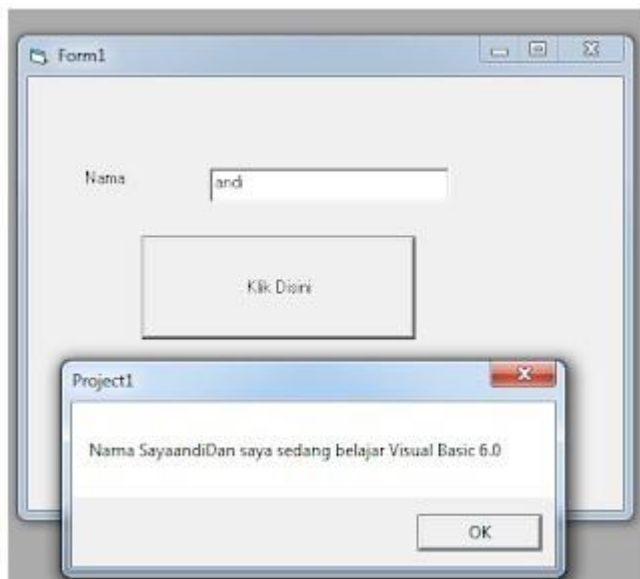 Form1
Nama
andi
Klik Disini
Project1
Nama SayaandiDan saya sedang belajar Visual Basic 6.0
OK